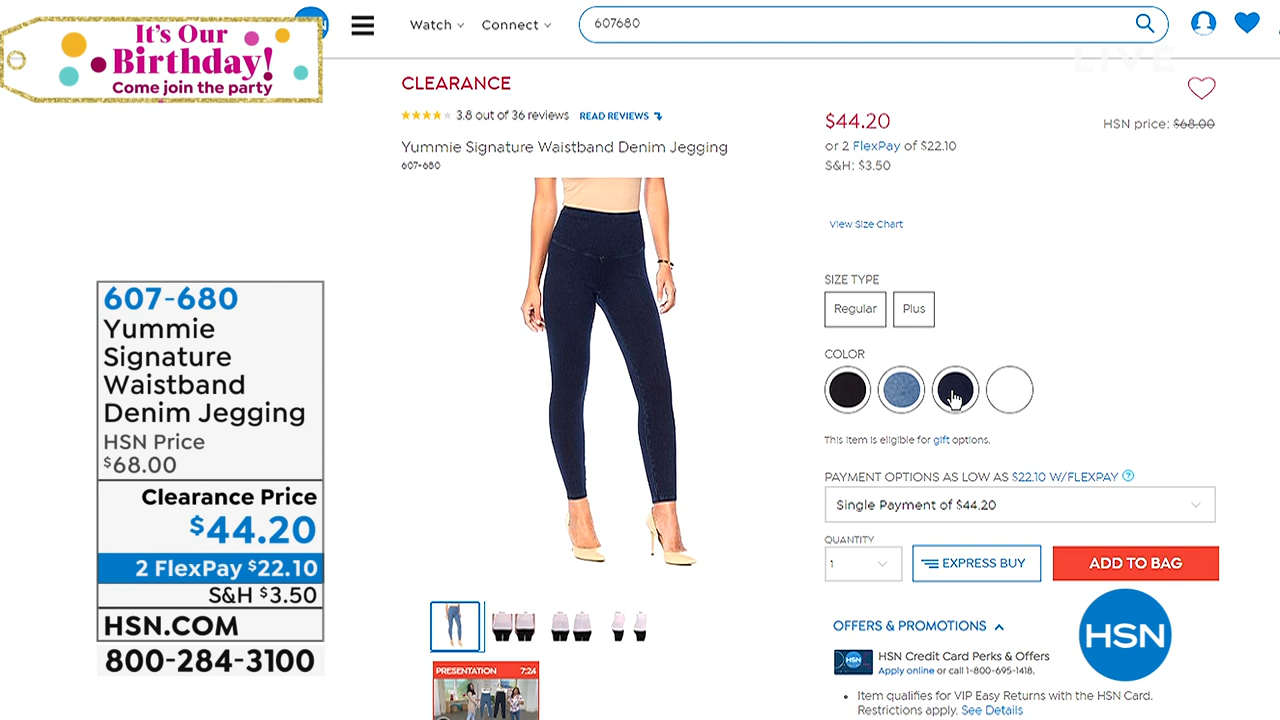 It's Our
Birthday!
Come join the party
HSN
Watch
Connect
607680
LIVE
CLEARANCE
3.8 out of 36 reviews READ REVIEWS
Yummie Signature Waistband Denim Jegging
607-680
$44.20
HSN price: $68.00
or 2 FlexPay of $22.10
S&H: $3.50
View Size Chart
SIZE TYPE
Regular
Plus
COLOR
This item is eligible for gift options.
PAYMENT OPTIONS AS LOW AS $22.10 W/FLEXPAY ?
Single Payment of $44.20
QUANTITY
1
EXPRESS BUY
ADD TO BAG
OFFERS & PROMOTIONS
HSN
HSN Credit Card Perks & Offers
Apply online or call 1-800-695-1418.
Item qualifies for VIP Easy Returns with the HSN Card.
Restrictions apply. See Details
HSN
PRESENTATION 7:24
607-680
Yummie
Signature
Waistband
Denim Jegging
HSN Price
$68.00
Clearance Price
$44.20
2 FlexPay $22.10
S&H $3.50
HSN.COM
800-284-3100